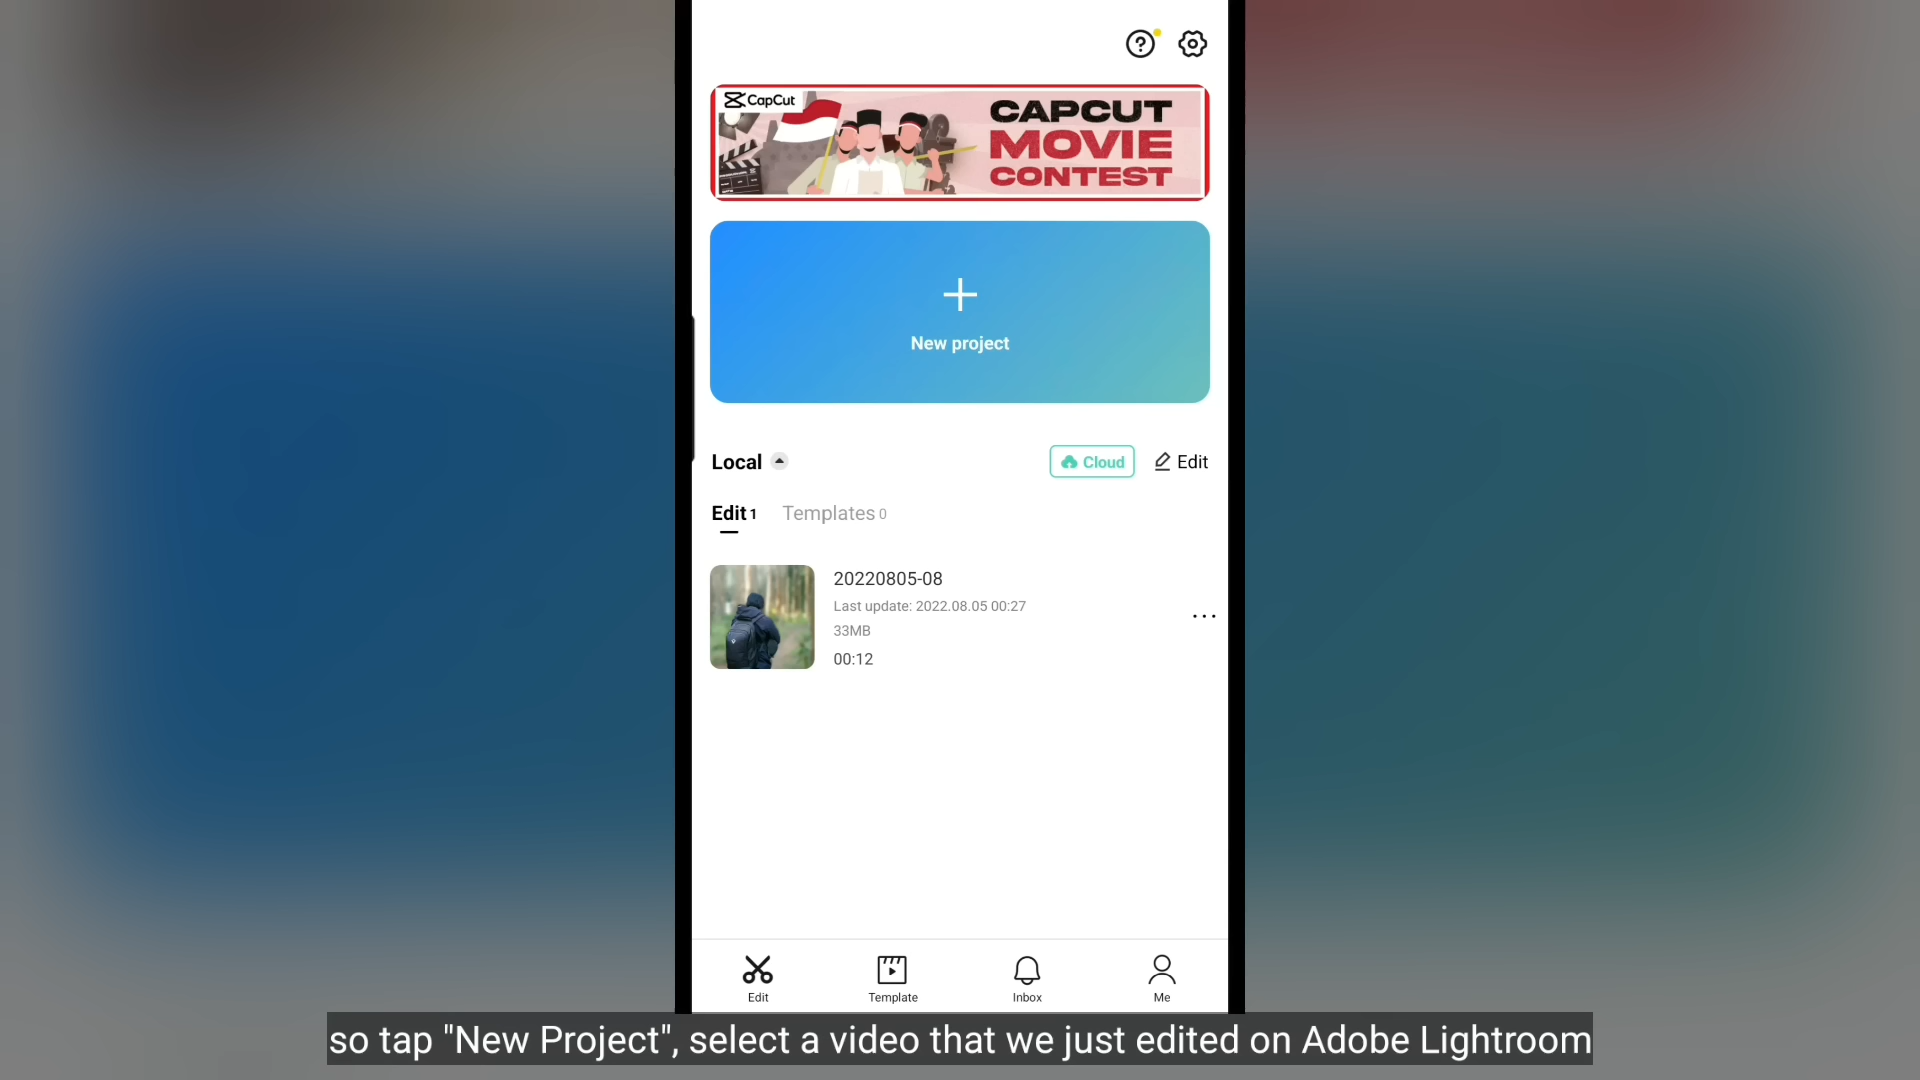 CapCut
CAPCUT
MOVIE
CONTEST
New project
Local
Cloud
Edit
Edit 1
Templates 0
20220805-08
Last update: 2022.08.05 00:27
33MB
00:12
Edit
Template
Inbox
Me
so tap "New Project", select a video that we just edited on Adobe Lightroom